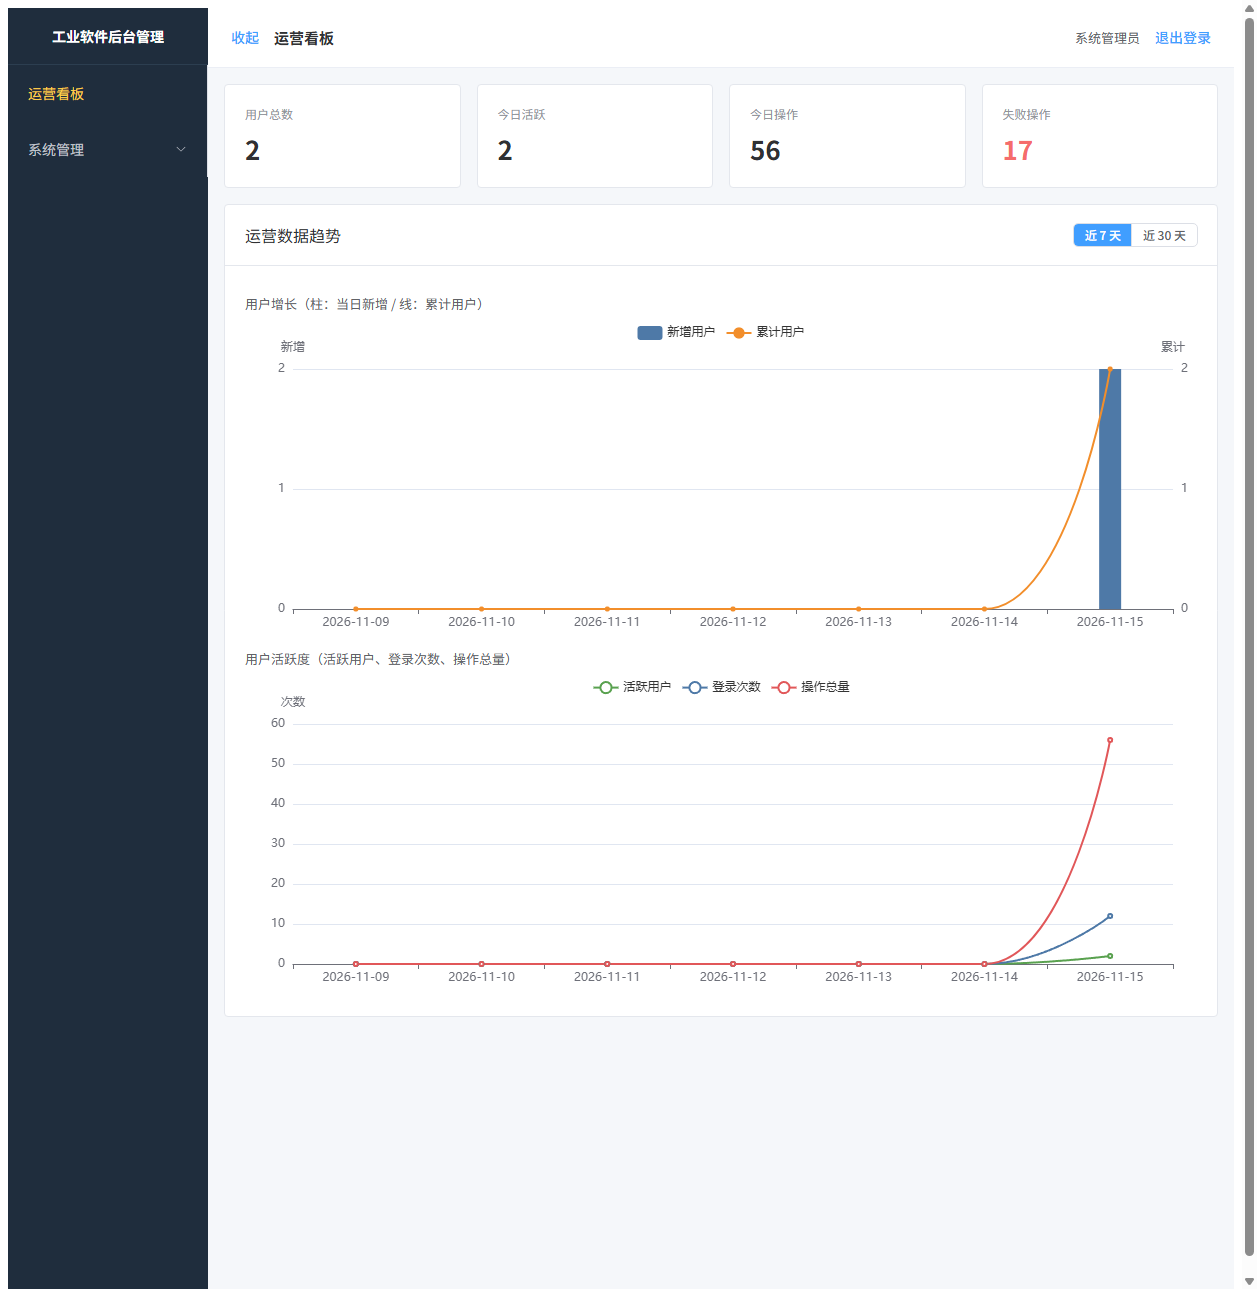 工业软件后台管理
运营看板
系统管理
收起 运营看板
系统管理员 退出登录
用户总数
2
今日活跃
2
今日操作
56
失败操作
17
运营数据趋势
近 7 天 近 30 天
用户增长（柱：当日新增 / 线：累计用户）
新增用户 累计用户
新增 累计
2 2
1 1
0 0
2026-11-09 2026-11-10 2026-11-11 2026-11-12 2026-11-13 2026-11-14 2026-11-15
用户活跃度（活跃用户、登录次数、操作总量）
活跃用户 登录次数 操作总量
次数
60
50
40
30
20
10
0
2026-11-09 2026-11-10 2026-11-11 2026-11-12 2026-11-13 2026-11-14 2026-11-15